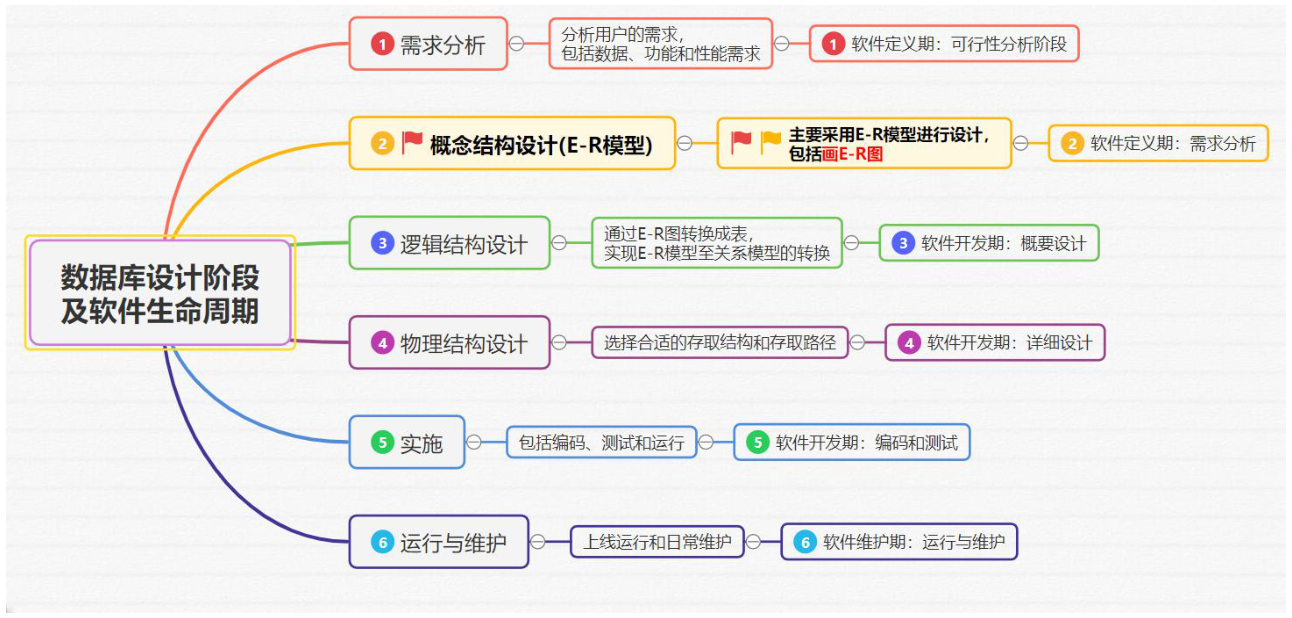 数据库设计阶段
及软件生命周期
1 需求分析
分析用户的需求，
包括数据、功能和性能需求
1 软件定义期：可行性分析阶段
2 概念结构设计(E-R模型)
主要采用E-R模型进行设计，
包括画E-R图
2 软件定义期：需求分析
3 逻辑结构设计
通过E-R图转换成表，
实现E-R模型至关系模型的转换
3 软件开发期：概要设计
4 物理结构设计
选择合适的存取结构和存取路径
4 软件开发期：详细设计
5 实施
包括编码、测试和运行
5 软件开发期：编码和测试
6 运行与维护
上线运行和日常维护
6 软件维护期：运行与维护